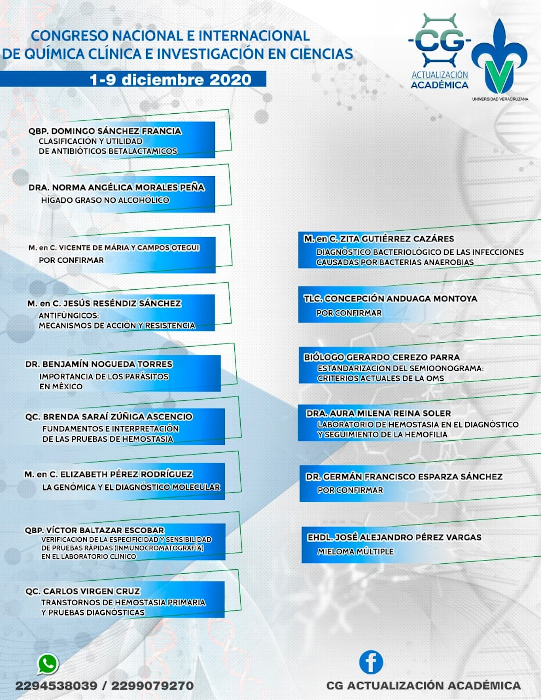 CONGRESO NACIONAL E INTERNACIONAL
DE QUÍMICA CLÍNICA E INVESTIGACIÓN EN CIENCIAS
1-9 diciembre 2020
CG
ACTUALIZACIÓN
ACADÉMICA
UNIVERSIDAD VERACRUZANA
QBP. DOMINGO SÁNCHEZ FRANCIA
CLASIFICACIÓN Y UTILIDAD
DE ANTIBIÓTICOS BETALACTÁMICOS
DRA. NORMA ANGÉLICA MORALES PEÑA
HÍGADO GRASO NO ALCOHÓLICO
M. en C. VICENTE DE MÁRIA Y CAMPOS OTEGUI
POR CONFIRMAR
M. en C. JESÚS RESÉNDIZ SÁNCHEZ
ANTIFÚNGICOS:
MECANISMOS DE ACCIÓN Y RESISTENCIA
DR. BENJAMÍN NOGUEDA TORRES
IMPORTANCIA DE LOS PARÁSITOS
EN MÉXICO
QC. BRENDA SARAÍ ZÚÑIGA ASCENCIO
FUNDAMENTOS E INTERPRETACIÓN
DE LAS PRUEBAS DE HEMOSTASIA
M. en C. ELIZABETH PÉREZ RODRÍGUEZ
LA GENÓMICA Y EL DIAGNÓSTICO MOLECULAR
QBP. VÍCTOR BALTAZAR ESCOBAR
VERIFICACIÓN DE LA ESPECIFICIDAD Y SENSIBILIDAD
DE PRUEBAS RÁPIDAS (INMUNOCROMATOGRAFÍA)
EN EL LABORATORIO CLÍNICO
QC. CARLOS VIRGEN CRUZ
TRANSTORNOS DE HEMOSTASIA PRIMARIA
Y PRUEBAS DIAGNÓSTICAS
M. en C. ZITA GUTIÉRREZ CAZÁRES
DIAGNÓSTICO BACTERIOLÓGICO DE LAS INFECCIONES
CAUSADAS POR BACTERIAS ANAEROBIAS
TLC. CONCEPCIÓN ANDUAGA MONTOYA
POR CONFIRMAR
BIÓLOGO GERARDO CEREZO PARRA
ESTANDARIZACIÓN DEL SEMIOONOGRAMA:
CRITERIOS ACTUALES DE LA OMS
DRA. AURA MILENA REINA SOLER
LABORATORIO DE HEMOSTASIA EN EL DIAGNÓSTICO
Y SEGUIMIENTO DE LA HEMOFILIA
DR. GERMÁN FRANCISCO ESPARZA SÁNCHEZ
POR CONFIRMAR
EHDL. JOSÉ ALEJANDRO PÉREZ VARGAS
MIELOMA MÚLTIPLE
2294538039 / 2299079270
CG ACTUALIZACIÓN ACADÉMICA